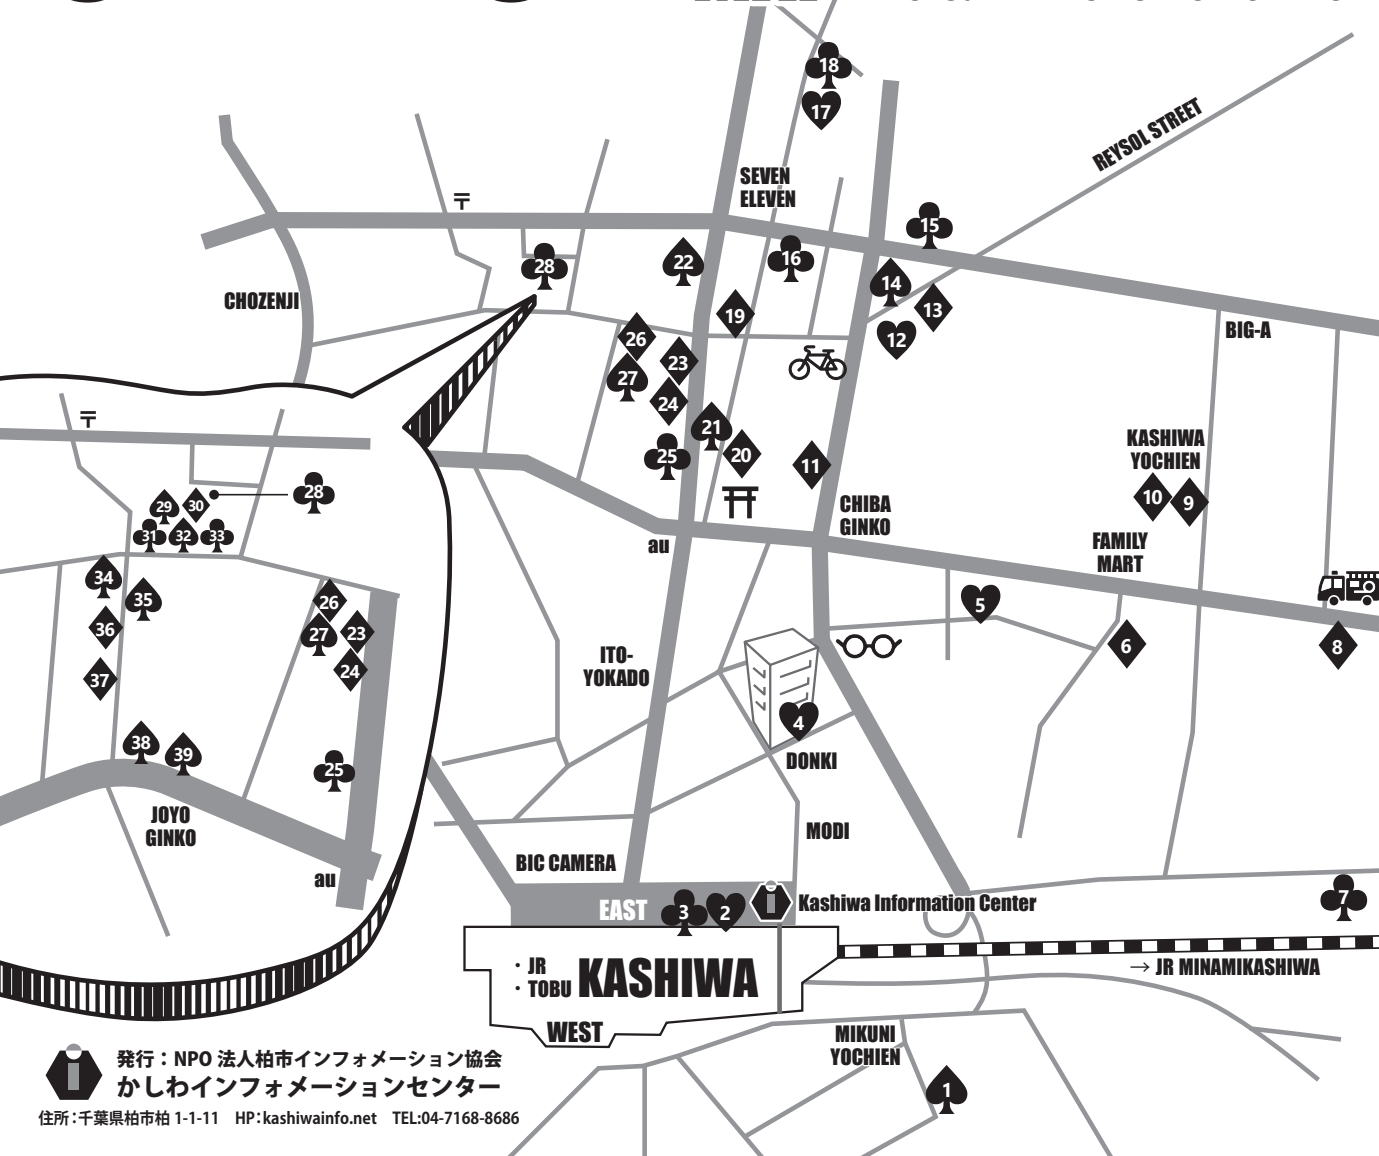 18
17
REYSOL STREET
SEVEN
ELEVEN
〒
15
16
22
28
14
13
CHOZENJI
19
12
BIG-A
26
23
27
24
21
25
20
11
〒
KASHIWA
YOCHIEN
10
9
CHIBA
GINKO
28
29
30
31
32
33
au
FAMILY
MART
34
35
36
37
26
27
23
24
5
6
8
ITO-
YOKADO
4
DONKI
38
39
25
JOYO
GINKO
MODI
au
BIC CAMERA
7
EAST
3
2
i
Kashiwa Information Center
・JR
・TOBU
KASHIWA
→ JR MINAMIKASHIWA
WEST
MIKUNI
YOCHIEN
1
i
発行：NPO 法人柏市インフォメーション協会
かしわインフォメーションセンター
住所：千葉県柏市柏 1-1-11 HP：kashiwainfo.net TEL:04-7168-8686